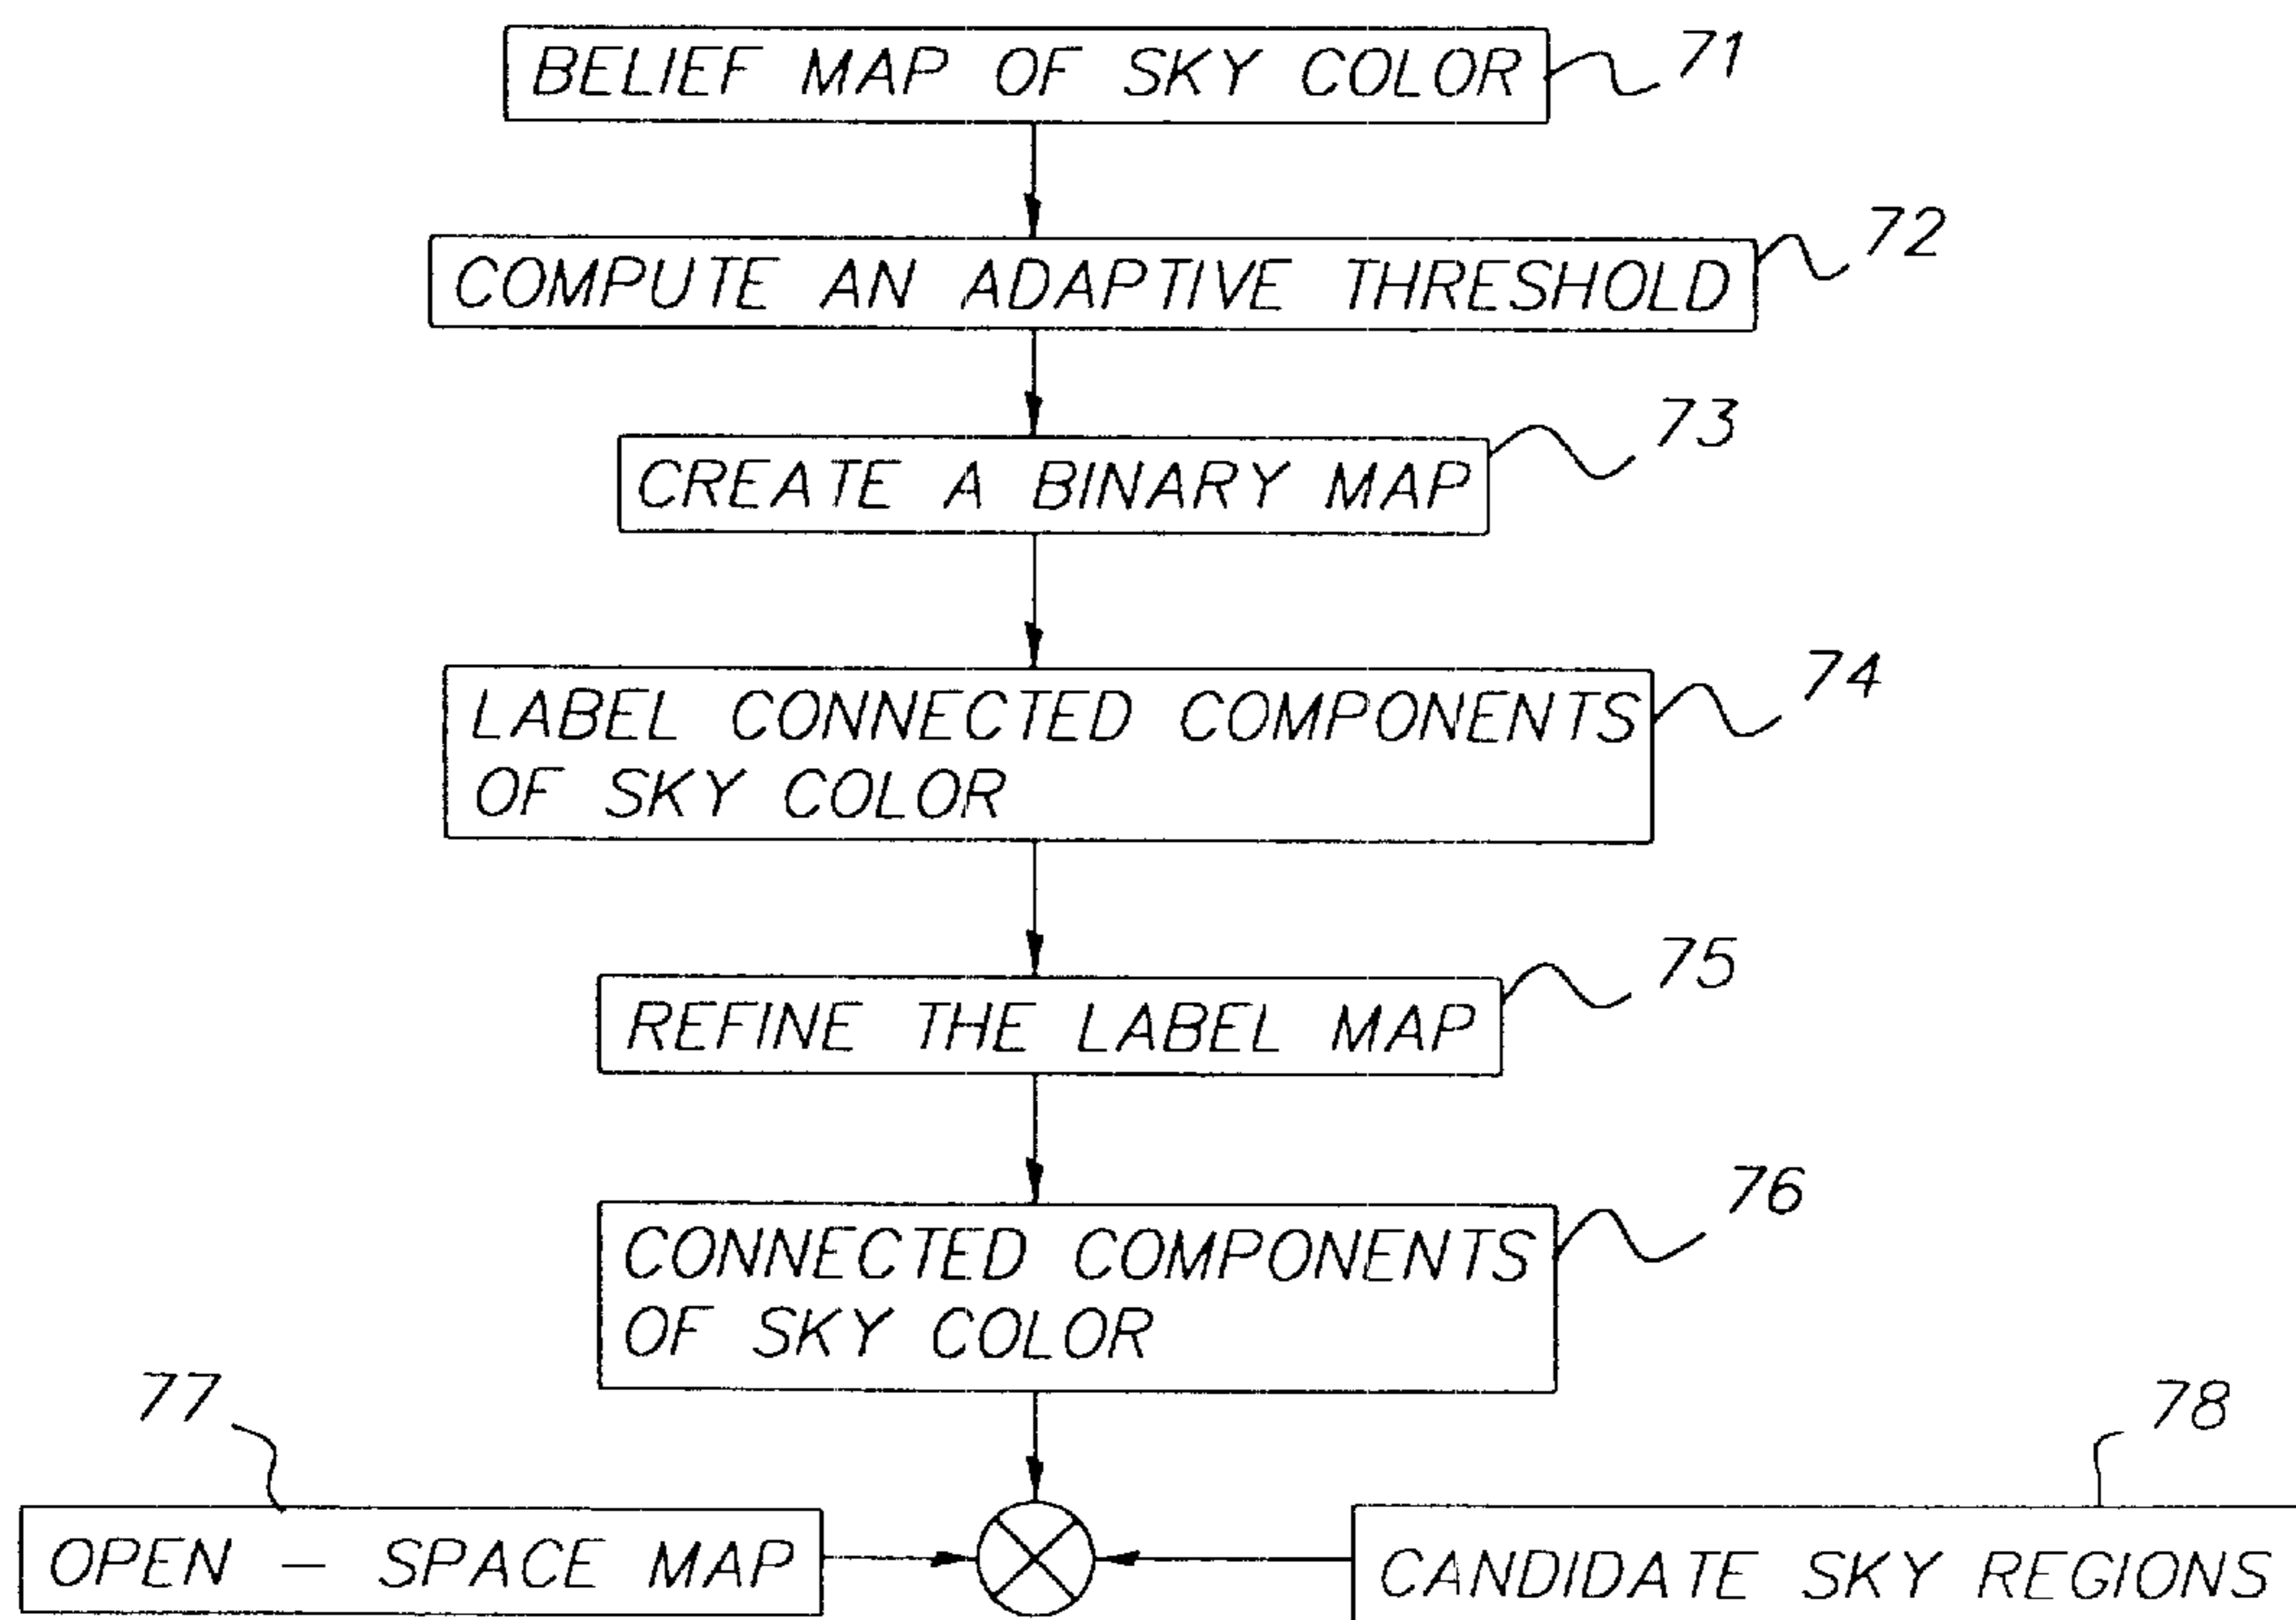 BELIEF MAP OF SKY COLOR
71
COMPUTE AN ADAPTIVE THRESHOLD
72
CREATE A BINARY MAP
73
LABEL CONNECTED COMPONENTS
OF SKY COLOR
74
REFINE THE LABEL MAP
75
CONNECTED COMPONENTS
OF SKY COLOR
76
77
OPEN – SPACE MAP
78
CANDIDATE SKY REGIONS